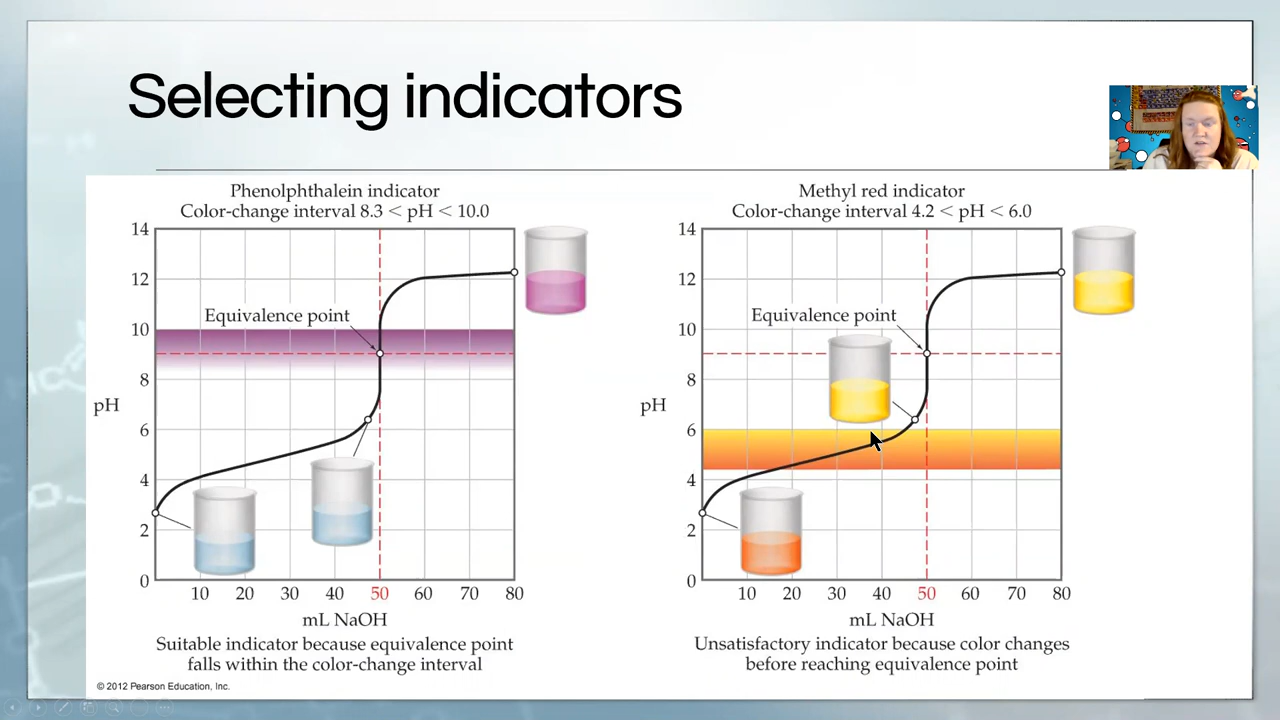 Selecting indicators
Phenolphthalein indicator
Color-change interval 8.3 < pH < 10.0
14
12
10
8
6
4
2
0
pH
Equivalence point
10 20 30 40 50 60 70 80
mL NaOH
Suitable indicator because equivalence point
falls within the color-change interval
Methyl red indicator
Color-change interval 4.2 < pH < 6.0
14
12
10
8
6
4
2
0
pH
Equivalence point
10 20 30 40 50 60 70 80
mL NaOH
Unsatisfactory indicator because color changes
before reaching equivalence point
© 2012 Pearson Education, Inc.